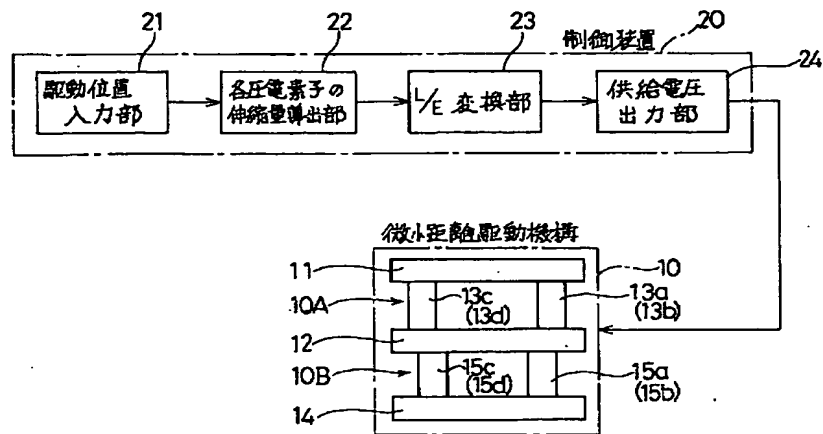 21
22
23
制御装置
20
24
駆動位置
入力部
各圧電素子の
伸縮量導出部
L/E 変換部
供給電圧
出力部
微小距離駆動機構
11
10
10A
13c
(13d)
13a
(13b)
12
10B
15c
(15d)
15a
(15b)
14